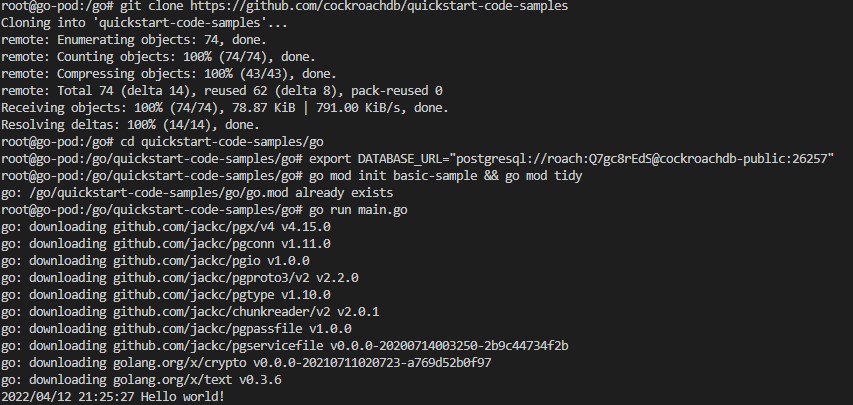 root@go-pod:/go# git clone https://github.com/cockroachdb/quickstart-code-samples
Cloning into 'quickstart-code-samples'...
remote: Enumerating objects: 74, done.
remote: Counting objects: 100% (74/74), done.
remote: Compressing objects: 100% (43/43), done.
remote: Total 74 (delta 14), reused 62 (delta 8), pack-reused 0
Receiving objects: 100% (74/74), 78.87 KiB | 791.00 KiB/s, done.
Resolving deltas: 100% (14/14), done.
root@go-pod:/go# cd quickstart-code-samples/go
root@go-pod:/go/quickstart-code-samples/go# export DATABASE_URL="postgresql://roach:Q7gc8rEdS@cockroachdb-public:26257"
root@go-pod:/go/quickstart-code-samples/go# go mod init basic-sample && go mod tidy
go: /go/quickstart-code-samples/go/go.mod already exists
root@go-pod:/go/quickstart-code-samples/go# go run main.go
go: downloading github.com/jackc/pgx/v4 v4.15.0
go: downloading github.com/jackc/pgconn v1.11.0
go: downloading github.com/jackc/pgio v1.0.0
go: downloading github.com/jackc/pgproto3/v2 v2.2.0
go: downloading github.com/jackc/pgtype v1.10.0
go: downloading github.com/jackc/chunkreader/v2 v2.0.1
go: downloading github.com/jackc/pgpassfile v1.0.0
go: downloading github.com/jackc/pgservicefile v0.0.0-20200714003250-2b9c44734f2b
go: downloading golang.org/x/crypto v0.0.0-20210711020723-a769d52b0f97
go: downloading golang.org/x/text v0.3.6
2022/04/12 21:25:27 Hello world!